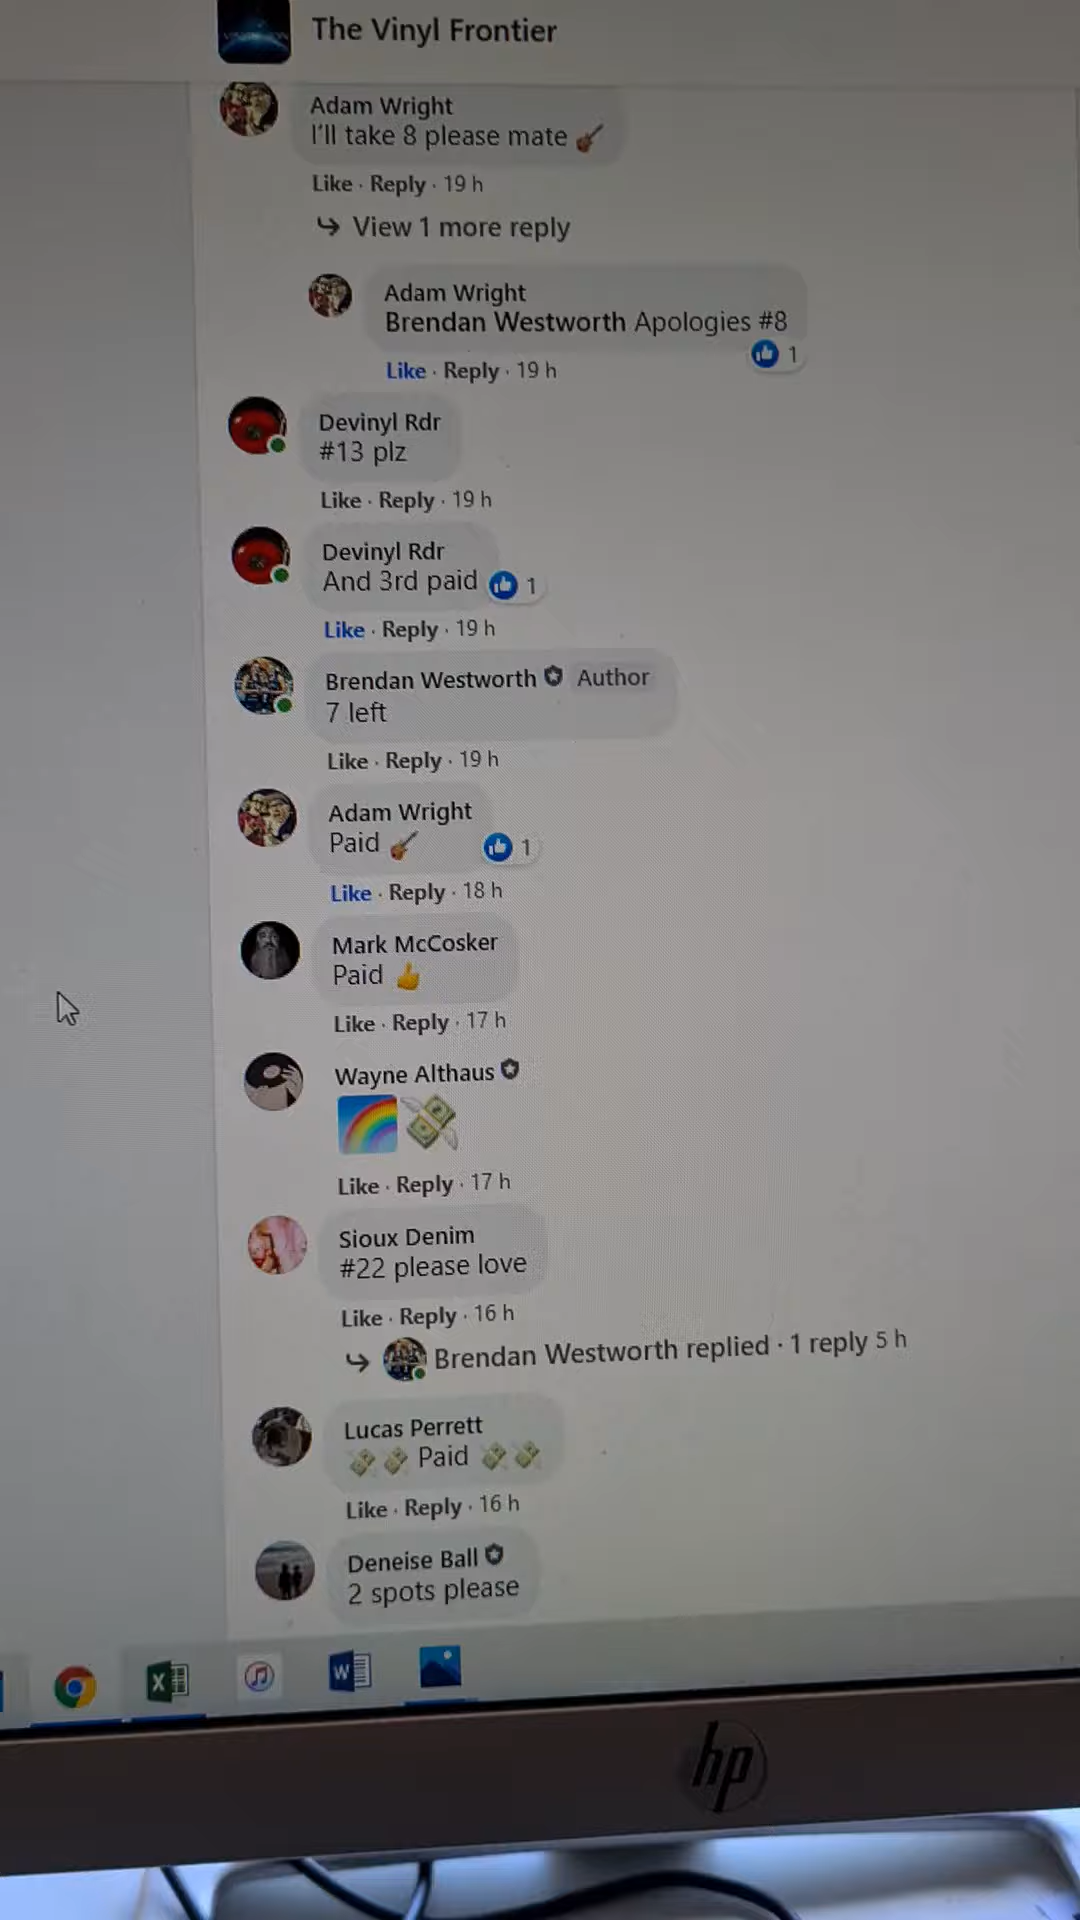 The Vinyl Frontier
Adam Wright
I'll take 8 please mate 🎸
Like · Reply · 19 h
↪ View 1 more reply
Adam Wright
Brendan Westworth Apologies #8
1
Like · Reply · 19 h
Devinyl Rdr
#13 plz
Like · Reply · 19 h
Devinyl Rdr
And 3rd paid 1
Like · Reply · 19 h
Brendan Westworth Author
7 left
Like · Reply · 19 h
Adam Wright
Paid 🎸 1
Like · Reply · 18 h
Mark McCosker
Paid 👍
Like · Reply · 17 h
Wayne Althaus
🌈💸
Like · Reply · 17 h
Sioux Denim
#22 please love
Like · Reply · 16 h
↪ Brendan Westworth replied · 1 reply 5 h
Lucas Perrett
💸💸 Paid 💸💸
Like · Reply · 16 h
Deneise Ball
2 spots please
hp